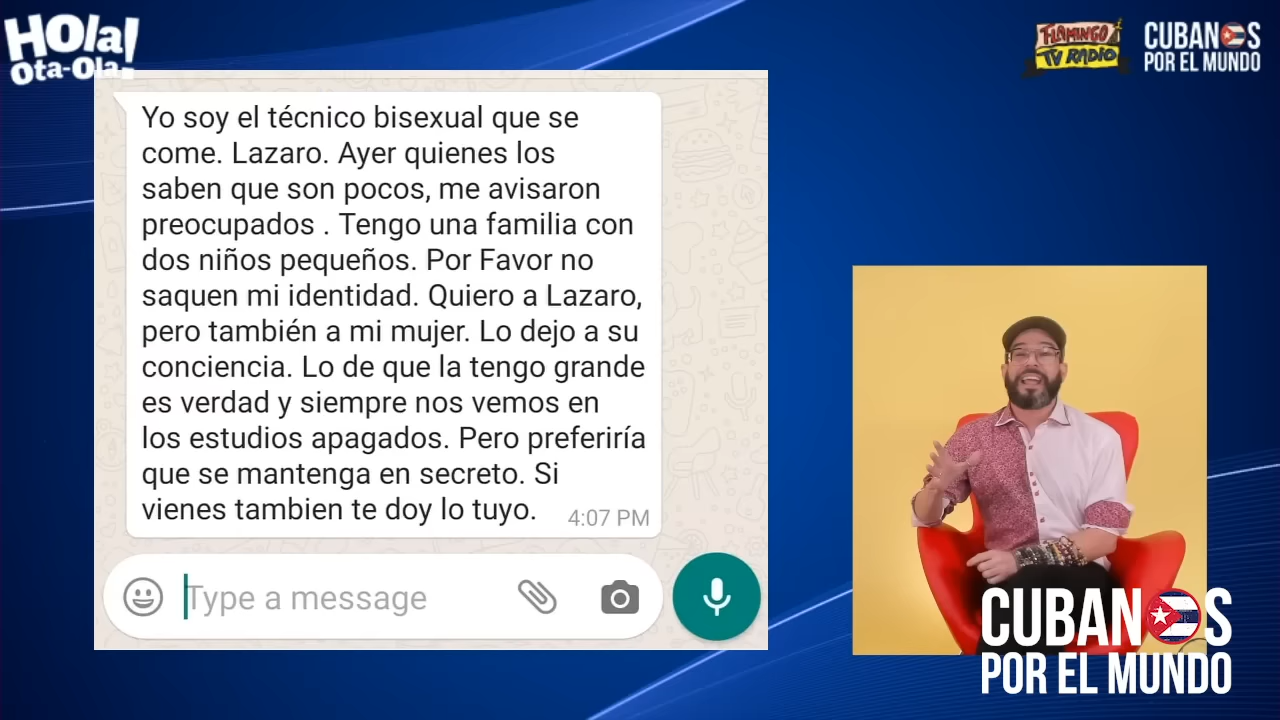 Hola!
Ota-Ola
FLAMINGO
TV RADIO
CUBANOS
POR EL MUNDO
Yo soy el técnico bisexual que se
come. Lazaro. Ayer quienes los
saben que son pocos, me avisaron
preocupados . Tengo una familia con
dos niños pequeños. Por Favor no
saquen mi identidad. Quiero a Lazaro,
pero también a mi mujer. Lo dejo a su
conciencia. Lo de que la tengo grande
es verdad y siempre nos vemos en
los estudios apagados. Pero preferiría
que se mantenga en secreto. Si
vienes tambien te doy lo tuyo.
4:07 PM
Type a message
CUBANOS
POR EL MUNDO